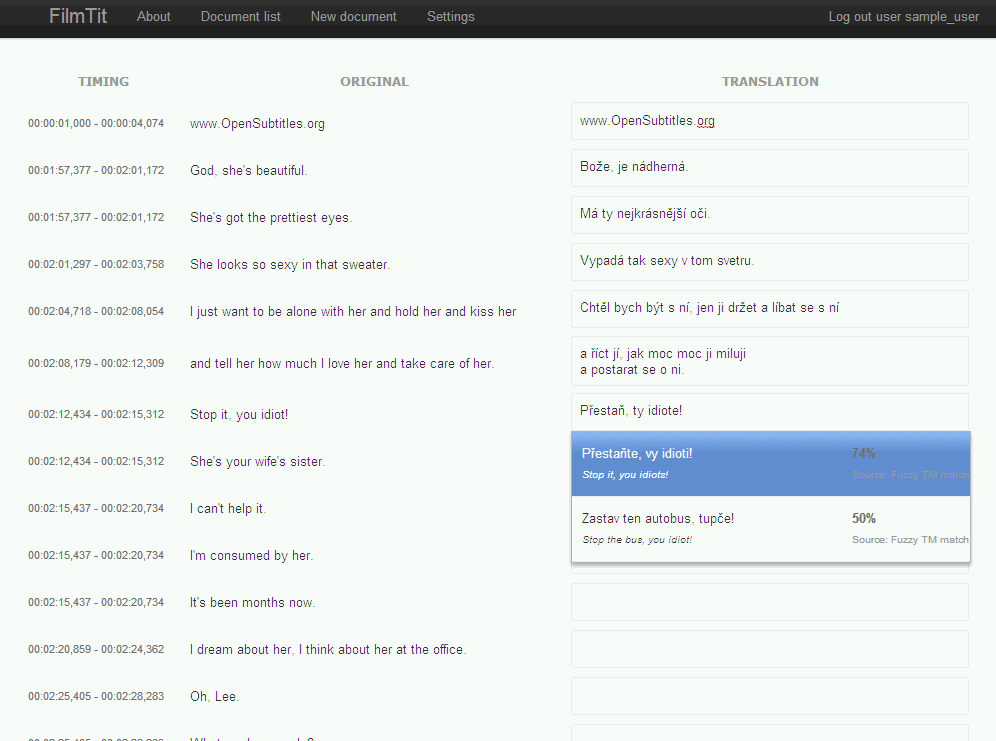 FilmTit About Document list New document Settings Log out user sample_user
TIMING ORIGINAL TRANSLATION
00:00:01,000 - 00:00:04,074 www.OpenSubtitles.org www.OpenSubtitles.org
00:01:57,377 - 00:02:01,172 God, she's beautiful. Bože, je nádherná.
00:01:57,377 - 00:02:01,172 She's got the prettiest eyes. Má ty nejkrásnější oči.
00:02:01,297 - 00:02:03,758 She looks so sexy in that sweater. Vypadá tak sexy v tom svetru.
00:02:04,718 - 00:02:08,054 I just want to be alone with her and hold her and kiss her Chtěl bych být s ní, jen ji držet a líbat se s ní
00:02:08,179 - 00:02:12,309 and tell her how much I love her and take care of her. a říct jí, jak moc moc ji miluji
a postarat se o ni.
00:02:12,434 - 00:02:15,312 Stop it, you idiot! Přestaň, ty idiote!
00:02:12,434 - 00:02:15,312 She's your wife's sister. Přestaňte, vy idioti! 74%
Stop it, you idiots! Source: Fuzzy TM match
00:02:15,437 - 00:02:20,734 I can't help it. Zastav ten autobus, tupče! 50%
Stop the bus, you idiot! Source: Fuzzy TM match
00:02:15,437 - 00:02:20,734 I'm consumed by her.
00:02:15,437 - 00:02:20,734 It's been months now.
00:02:20,859 - 00:02:24,362 I dream about her, I think about her at the office.
00:02:25,405 - 00:02:28,283 Oh, Lee.